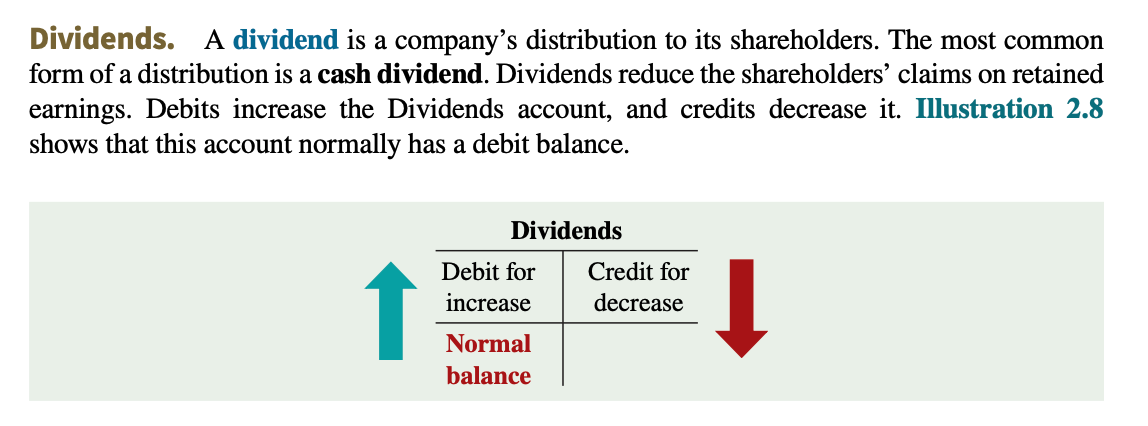 Dividends. A dividend is a company’s distribution to its shareholders. The most common
form of a distribution is a cash dividend. Dividends reduce the shareholders’ claims on retained
earnings. Debits increase the Dividends account, and credits decrease it. Illustration 2.8
shows that this account normally has a debit balance.
Dividends
Debit for
increase
Credit for
decrease
Normal
balance